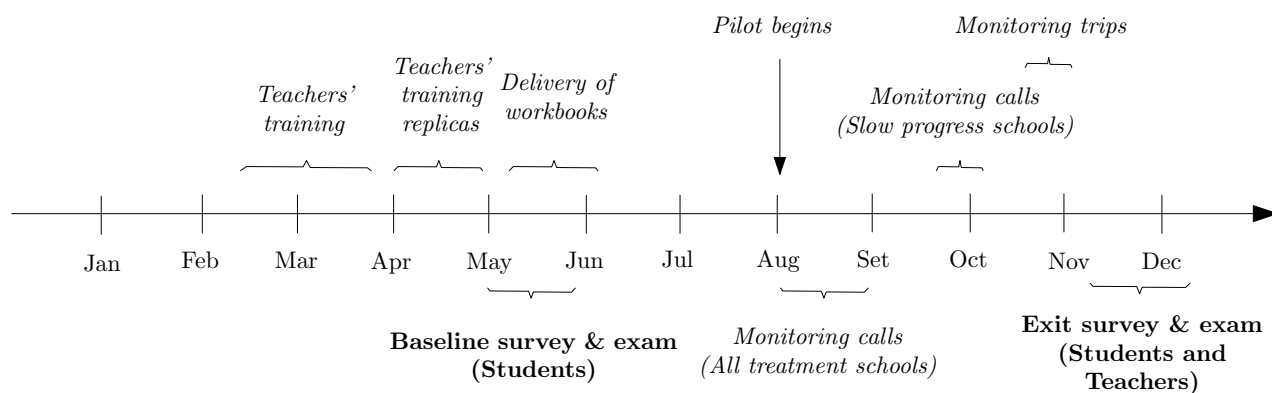 Pilot begins
Monitoring trips
Teachers'
training
Teachers'
training
replicas
Delivery of
workbooks
Monitoring calls
(Slow progress schools)
Jan
Feb
Mar
Apr
May
Jun
Jul
Aug
Set
Oct
Nov
Dec
Baseline survey & exam
(Students)
Monitoring calls
(All treatment schools)
Exit survey & exam
(Students and
Teachers)